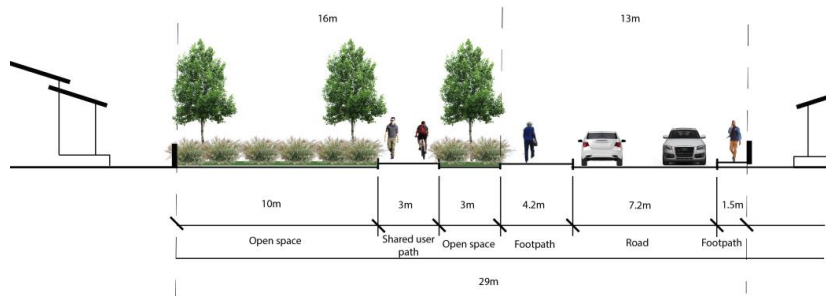 16m
13m
10m
3m
3m
4.2m
7.2m
1.5m
Open space
Shared user
path
Open space
Footpath
Road
Footpath
29m